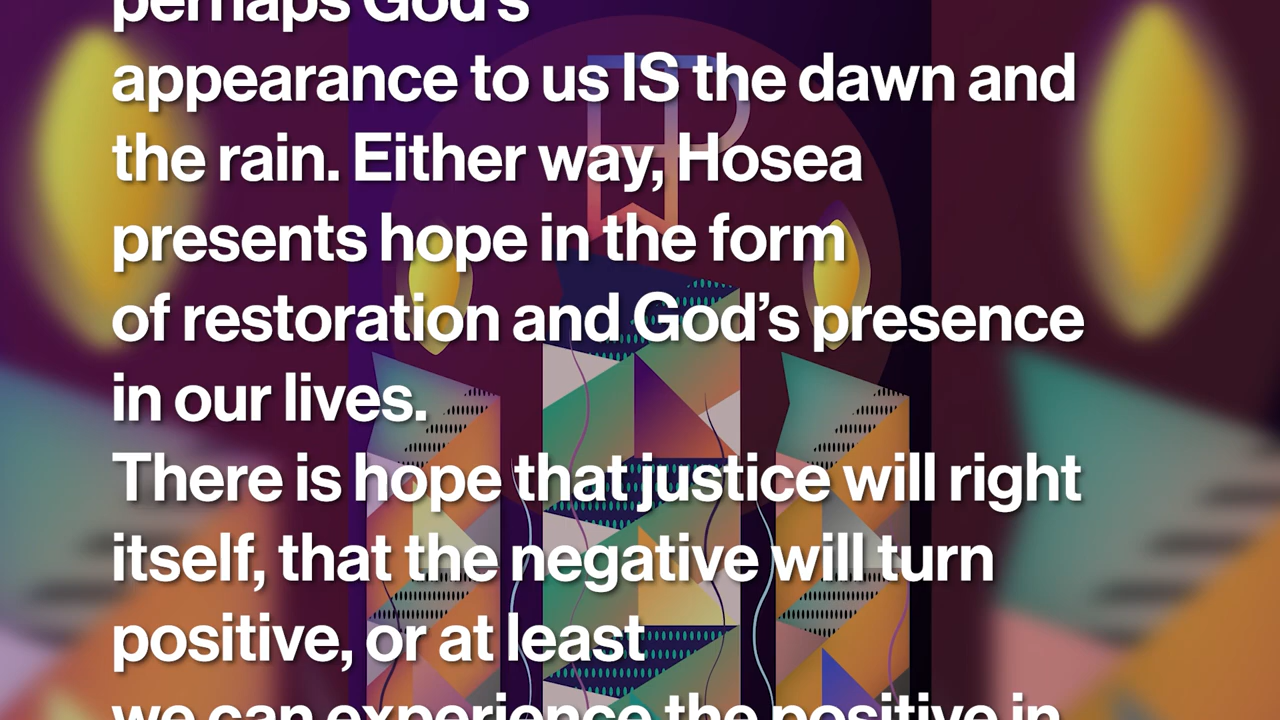 perhaps God's
appearance to us IS the dawn and
the rain. Either way, Hosea
presents hope in the form
of restoration and God’s presence
in our lives.
There is hope that justice will right
itself, that the negative will turn
positive, or at least
we can experience the positive in